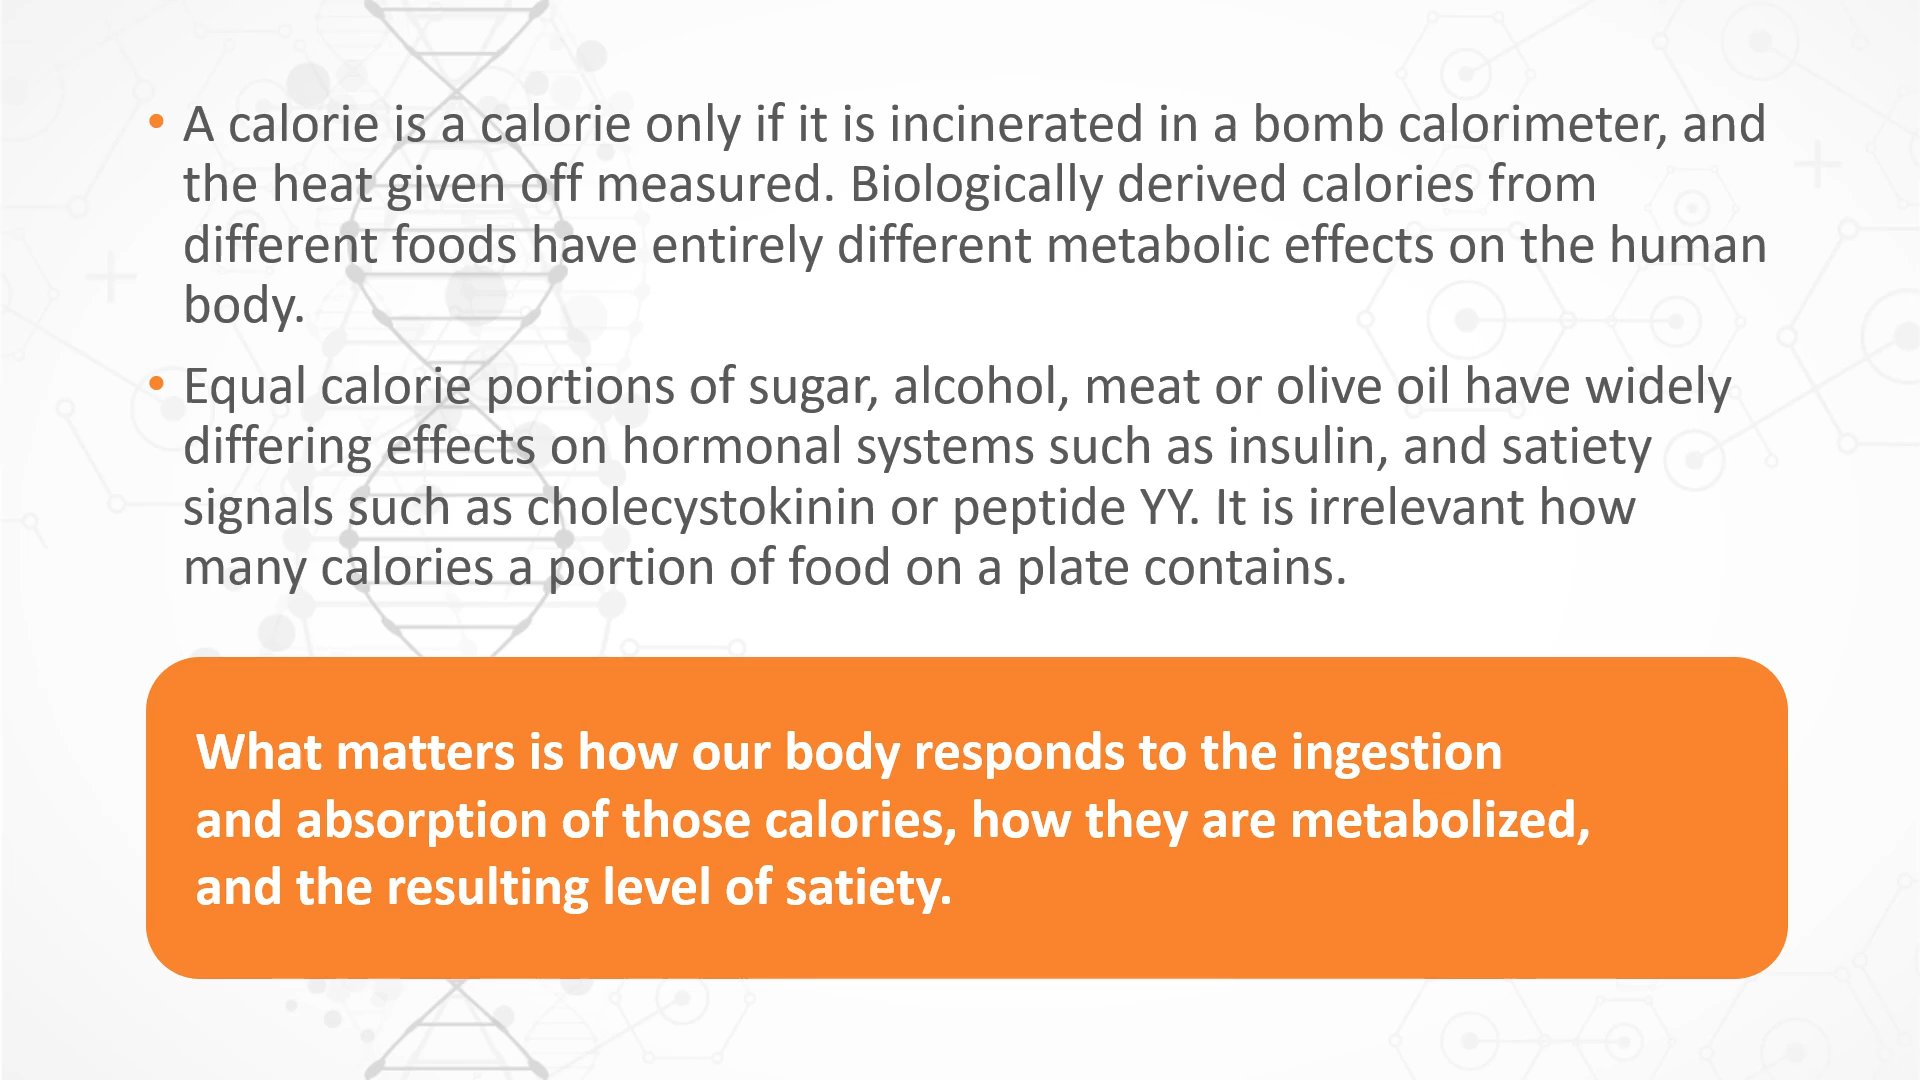 • A calorie is a calorie only if it is incinerated in a bomb calorimeter, and
the heat given off measured. Biologically derived calories from
different foods have entirely different metabolic effects on the human
body.
• Equal calorie portions of sugar, alcohol, meat or olive oil have widely
differing effects on hormonal systems such as insulin, and satiety
signals such as cholecystokinin or peptide YY. It is irrelevant how
many calories a portion of food on a plate contains.
What matters is how our body responds to the ingestion
and absorption of those calories, how they are metabolized,
and the resulting level of satiety.